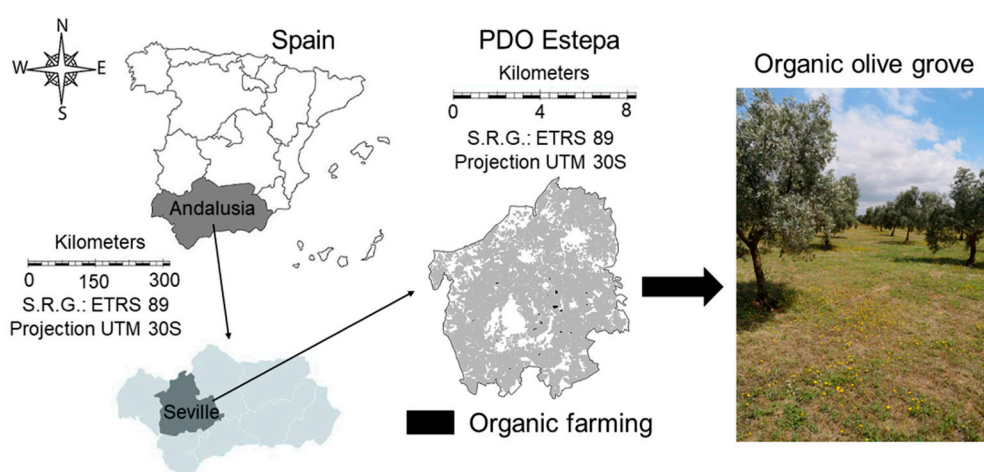 N
W E
S
Spain
Andalusia
Kilometers
0 150 300
S.R.G.: ETRS 89
Projection UTM 30S
Seville
PDO Estepa
Kilometers
0 4 8
S.R.G.: ETRS 89
Projection UTM 30S
Organic farming
Organic olive grove